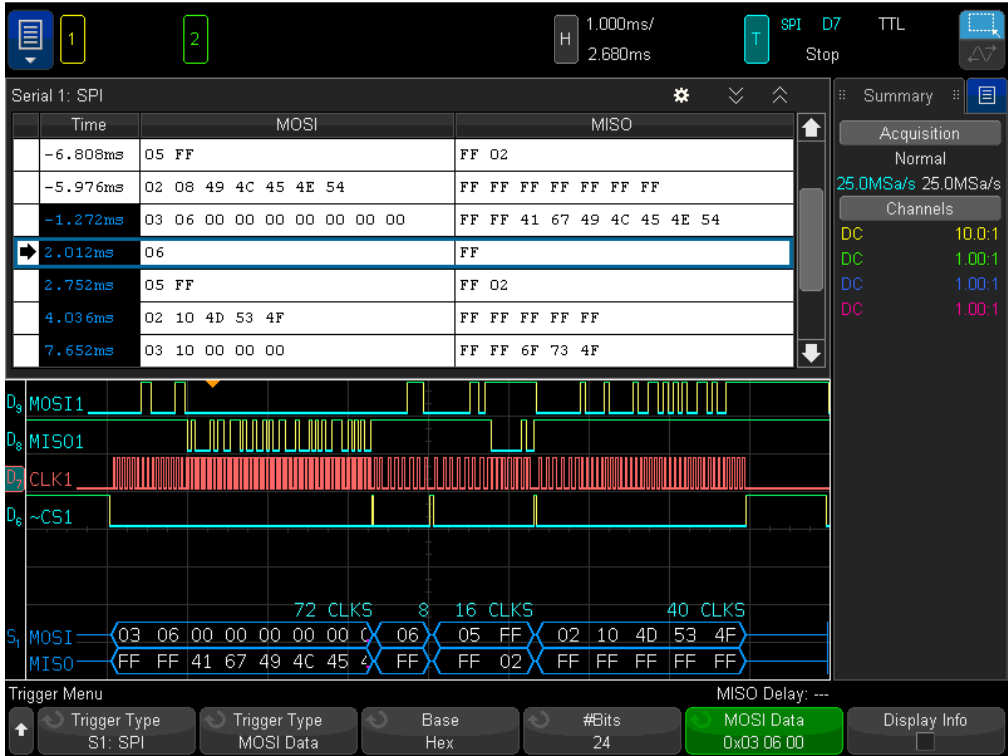 1 2 H 1.000ms/ T SPI D7 TTL
2.680ms Stop
Serial 1: SPI
Summary
Time MOSI MISO
Acquisition
Normal
25.0MSa/s 25.0MSa/s
Channels
DC 10.0:1
DC 1.00:1
DC 1.00:1
DC 1.00:1
-6.808ms 05 FF FF 02
-5.976ms 02 08 49 4C 45 4E 54 FF FF FF FF FF FF FF
-1.272ms 03 06 00 00 00 00 00 00 00 FF FF 41 67 49 4C 45 4E 54
2.012ms 06 FF
2.752ms 05 FF FF 02
4.036ms 02 10 4D 53 4F FF FF FF FF FF
7.652ms 03 10 00 00 00 FF FF 6F 73 4F
D9 MOSI1
D8 MISO1
D7 CLK1
D6 ~CS1
72 CLKS 8 16 CLKS 40 CLKS
S1 MOSI 03 06 00 00 00 00 00 0 06 05 FF 02 10 4D 53 4F
MISO FF FF 41 67 49 4C 45 4 FF FF 02 FF FF FF FF FF
Trigger Menu MISO Delay: ---
Trigger Type Trigger Type Base #Bits MOSI Data Display Info
S1: SPI MOSI Data Hex 24 0x03 06 00